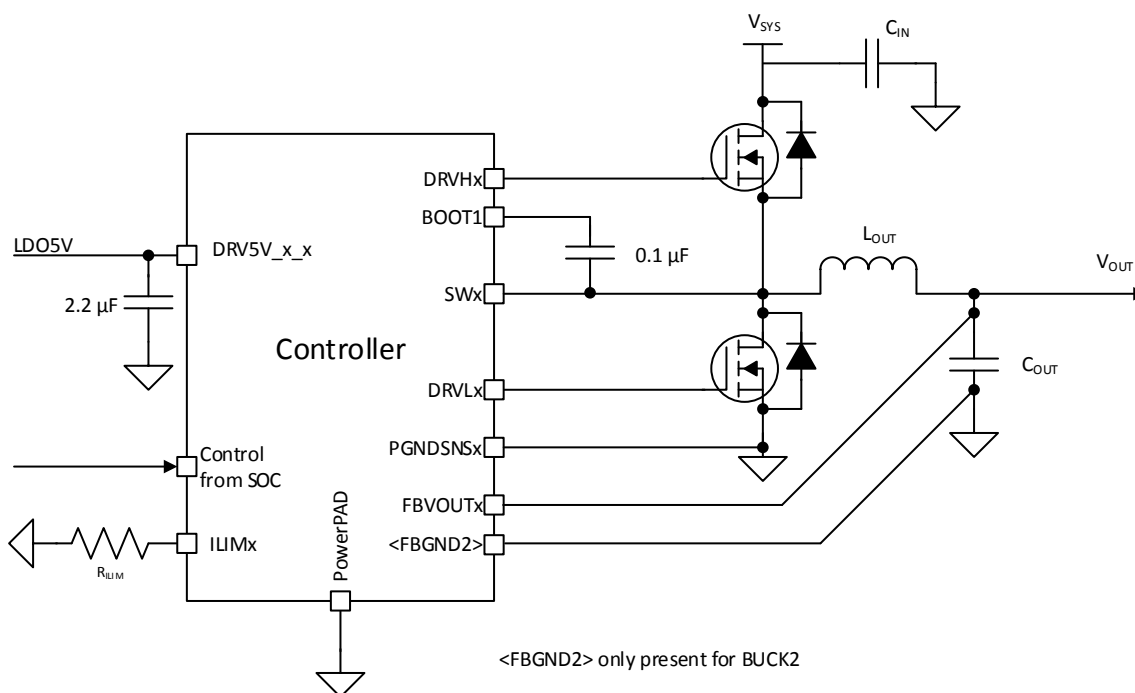 VSYS
CIN
DRVHx
BOOT1
LDO5V
DRV5V_x_x
0.1 µF
LOUT
VOUT
2.2 µF
SWx
Controller
COUT
DRVLx
PGNDSNSx
Control
from SOC
FBVOUTx
ILIMx
<FBGND2>
RILIM
PowerPAD
<FBGND2> only present for BUCK2